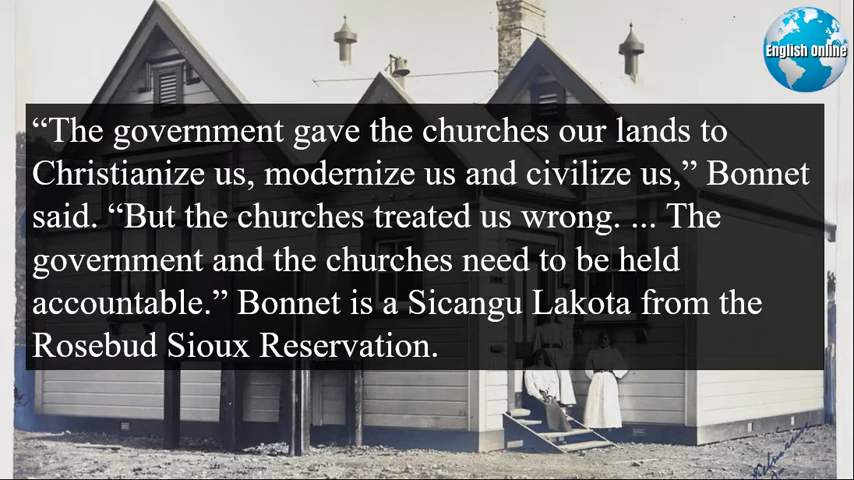 English Online
“The government gave the churches our lands to
Christianize us, modernize us and civilize us,” Bonnet
said. “But the churches treated us wrong. ... The
government and the churches need to be held
accountable.” Bonnet is a Sicangu Lakota from the
Rosebud Sioux Reservation.